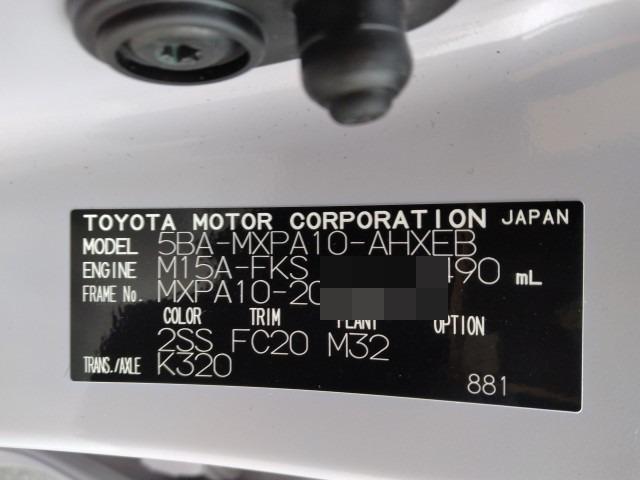 TOYOTA MOTOR CORPORATION JAPAN
MODEL 5BA-MXPA10-AHXEB
ENGINE M15A-FKS 490 mL
FRAME No. MXPA10-20
COLOR TRIM PLANT OPTION
2SS FC20 M32
TRANS./AXLE K320
881